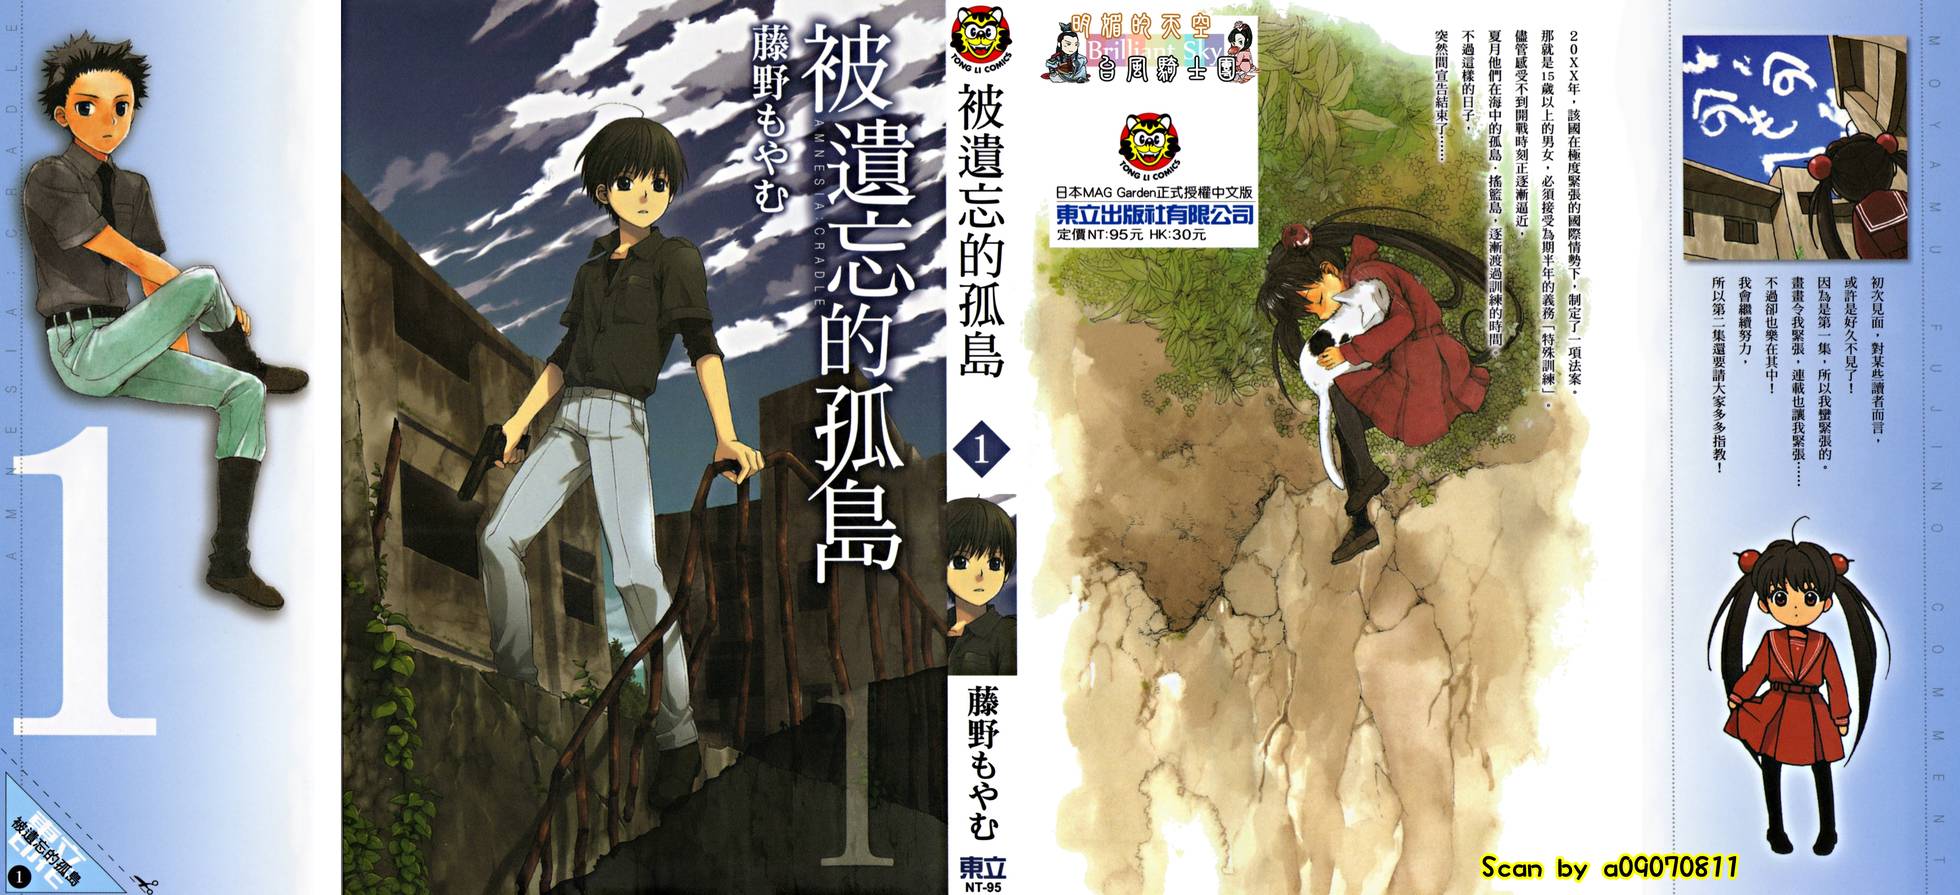 AMNESIA:CRADLE
1
被遺忘的孤島
東立
1
被遺忘的孤島
AMNESIA:CRADLE
藤野もやむ
1
TONG LI COMICS
被遺忘的孤島
1
藤野もやむ
東立
NT-95
明媚的天空
Brilliant Sky
台風騎士團
TONG LI COMICS
日本MAG Garden正式授權中文版
東立出版社有限公司
定價NT:95元 HK:30元
20XX年，該國在極度緊張的國際情勢下，制定了一項法案。
那就是15歲以上的男女，必須接受為期半年的義務「特殊訓練」。
儘管感受不到開戰時刻正逐漸逼近，
夏月他們在海中的孤島．搖籃島，逐漸渡過訓練的時間。
不過這樣的日子，
突然間宣告結束了……
初次見面，對某些讀者而言，
或許是好久不見了！
因為是第一集，所以我蠻緊張的。
畫畫令我緊張，連載也讓我緊張……
不過卻也樂在其中！
我會繼續努力，
所以第二集還要請大家多多指教！
MOYAMU FUJINO COMMENT
Scan by a09070811